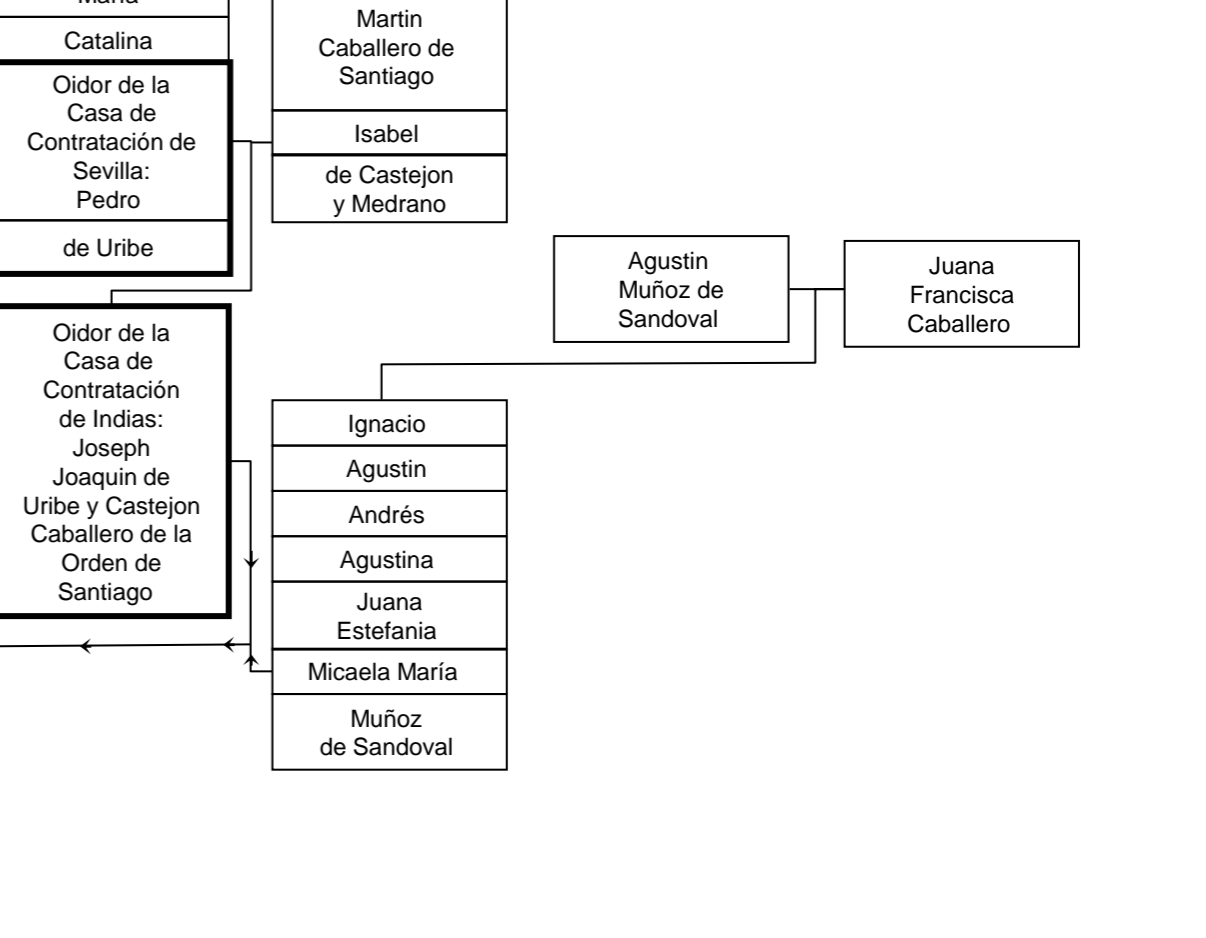 María
Catalina
Oidor de la
Casa de
Contratación de
Sevilla:
Pedro
de Uribe
Martin
Caballero de
Santiago
Isabel
de Castejon
y Medrano
Agustin
Muñoz de
Sandoval
Juana
Francisca
Caballero
Oidor de la
Casa de
Contratación
de Indias:
Joseph
Joaquin de
Uribe y Castejon
Caballero de la
Orden de
Santiago
Ignacio
Agustin
Andrés
Agustina
Juana
Estefania
Micaela María
Muñoz
de Sandoval